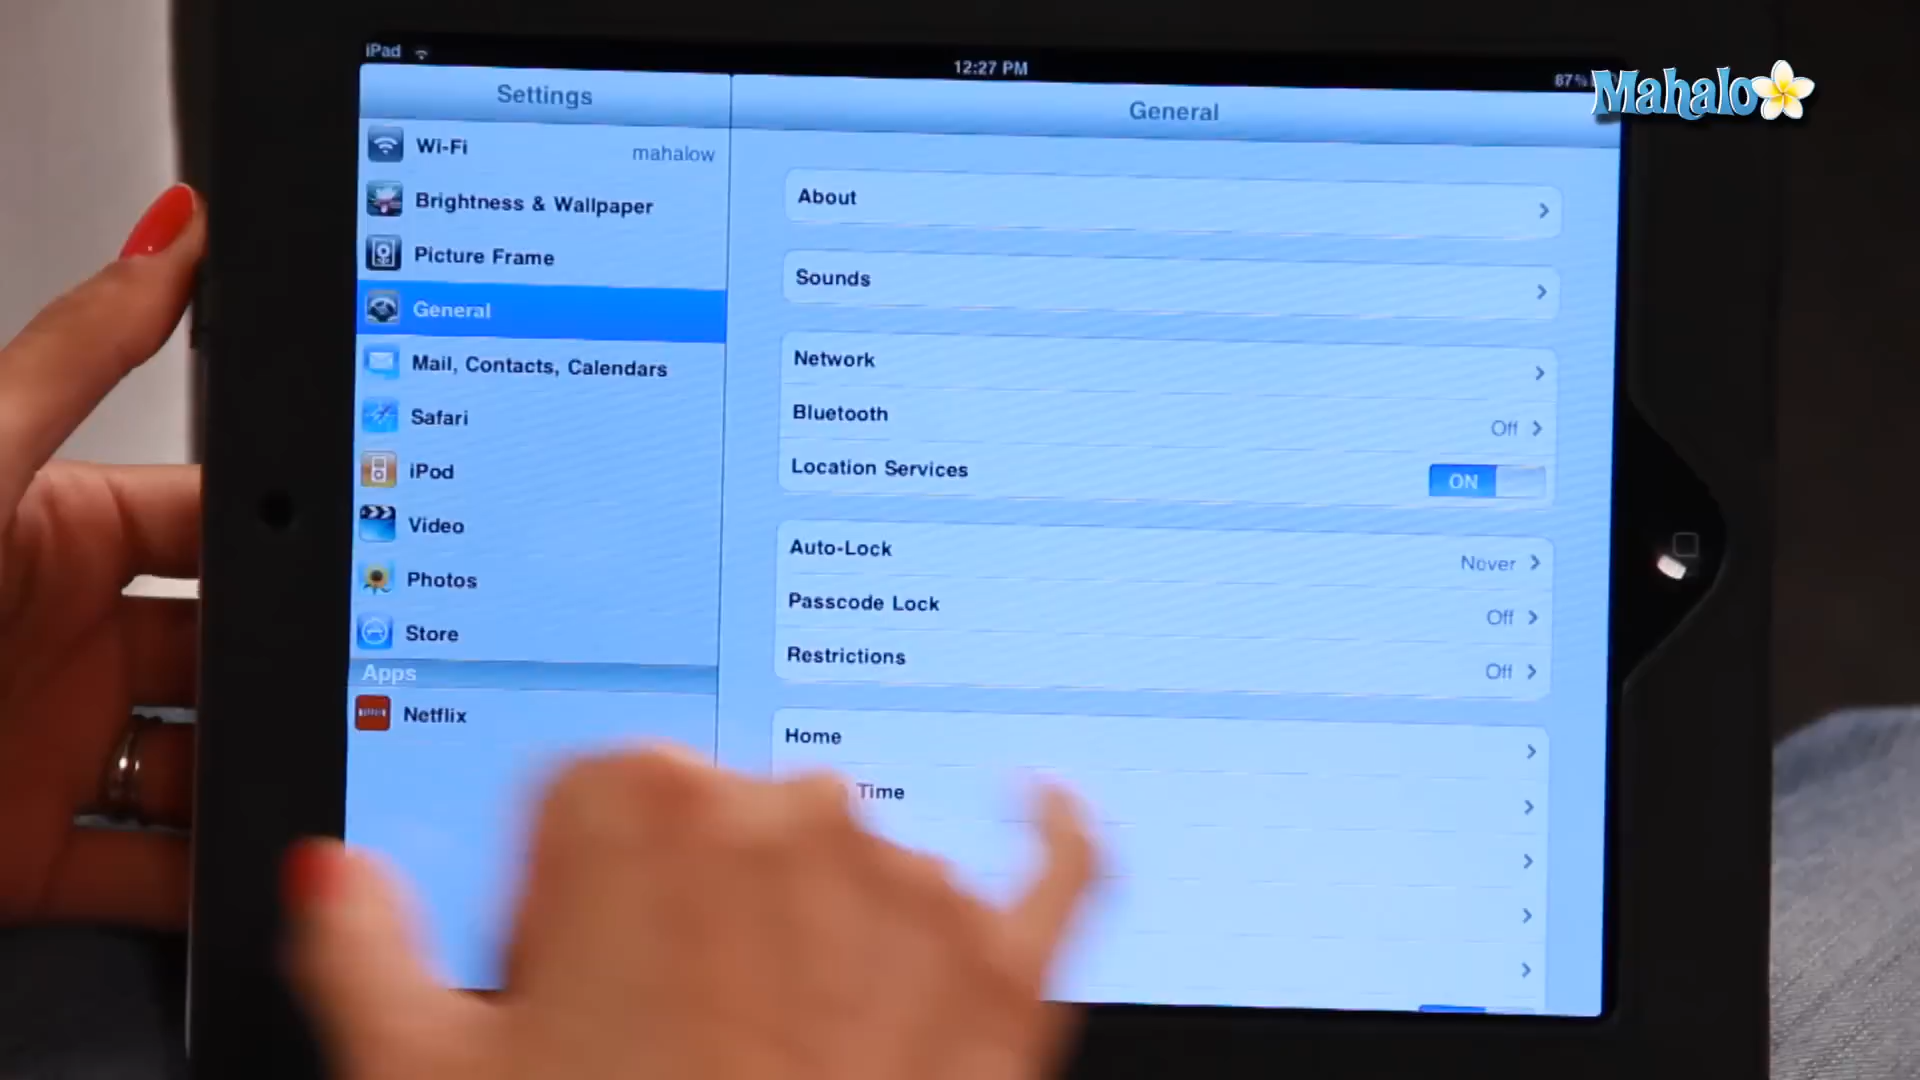 iPad
12:27 PM
87%
Mahalo
Settings
General
Wi-Fi
mahalow
Brightness & Wallpaper
Picture Frame
General
Mail, Contacts, Calendars
Safari
iPod
Video
Photos
Store
Apps
Netflix
About
Sounds
Network
Bluetooth
Off
Location Services
ON
Auto-Lock
Never
Passcode Lock
Off
Restrictions
Off
Home
Time